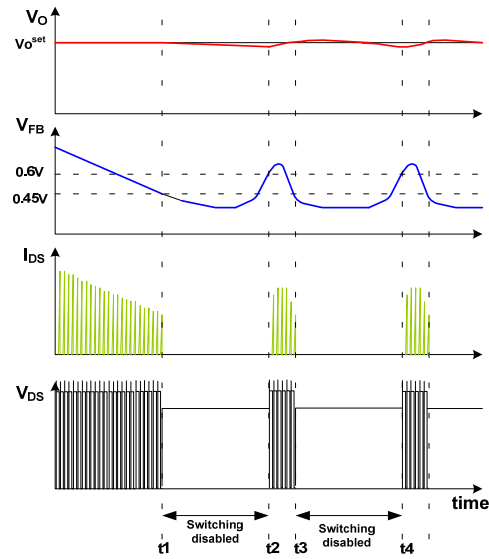 VO
Voset
VFB
0.6V
0.45V
IDS
VDS
time
Switching disabled
Switching disabled
t1
t2
t3
t4